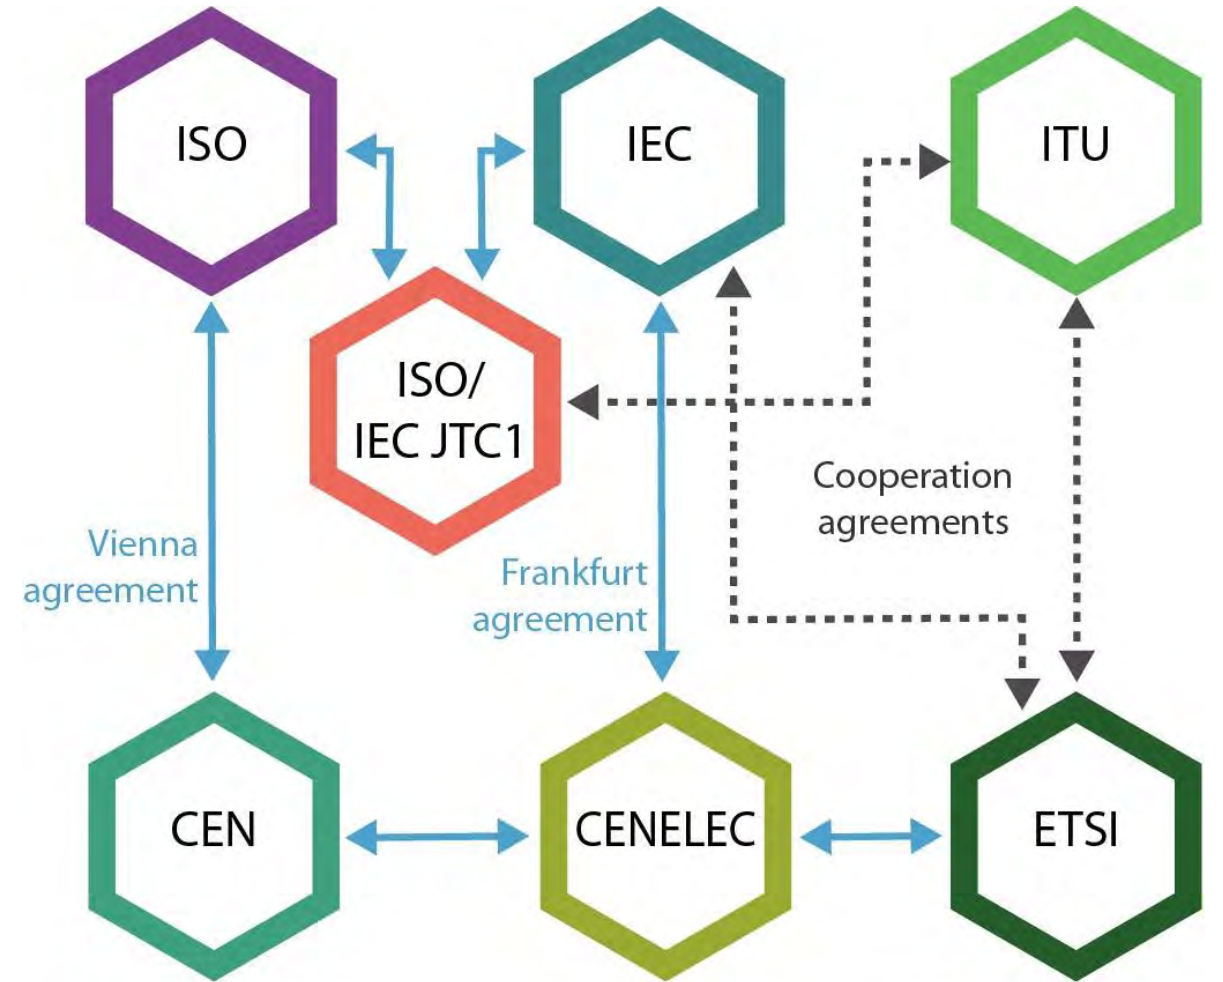 ISO
IEC
ITU
ISO/
IEC JTC1
Cooperation
agreements
Vienna
agreement
Frankfurt
agreement
CEN
CENELEC
ETSI